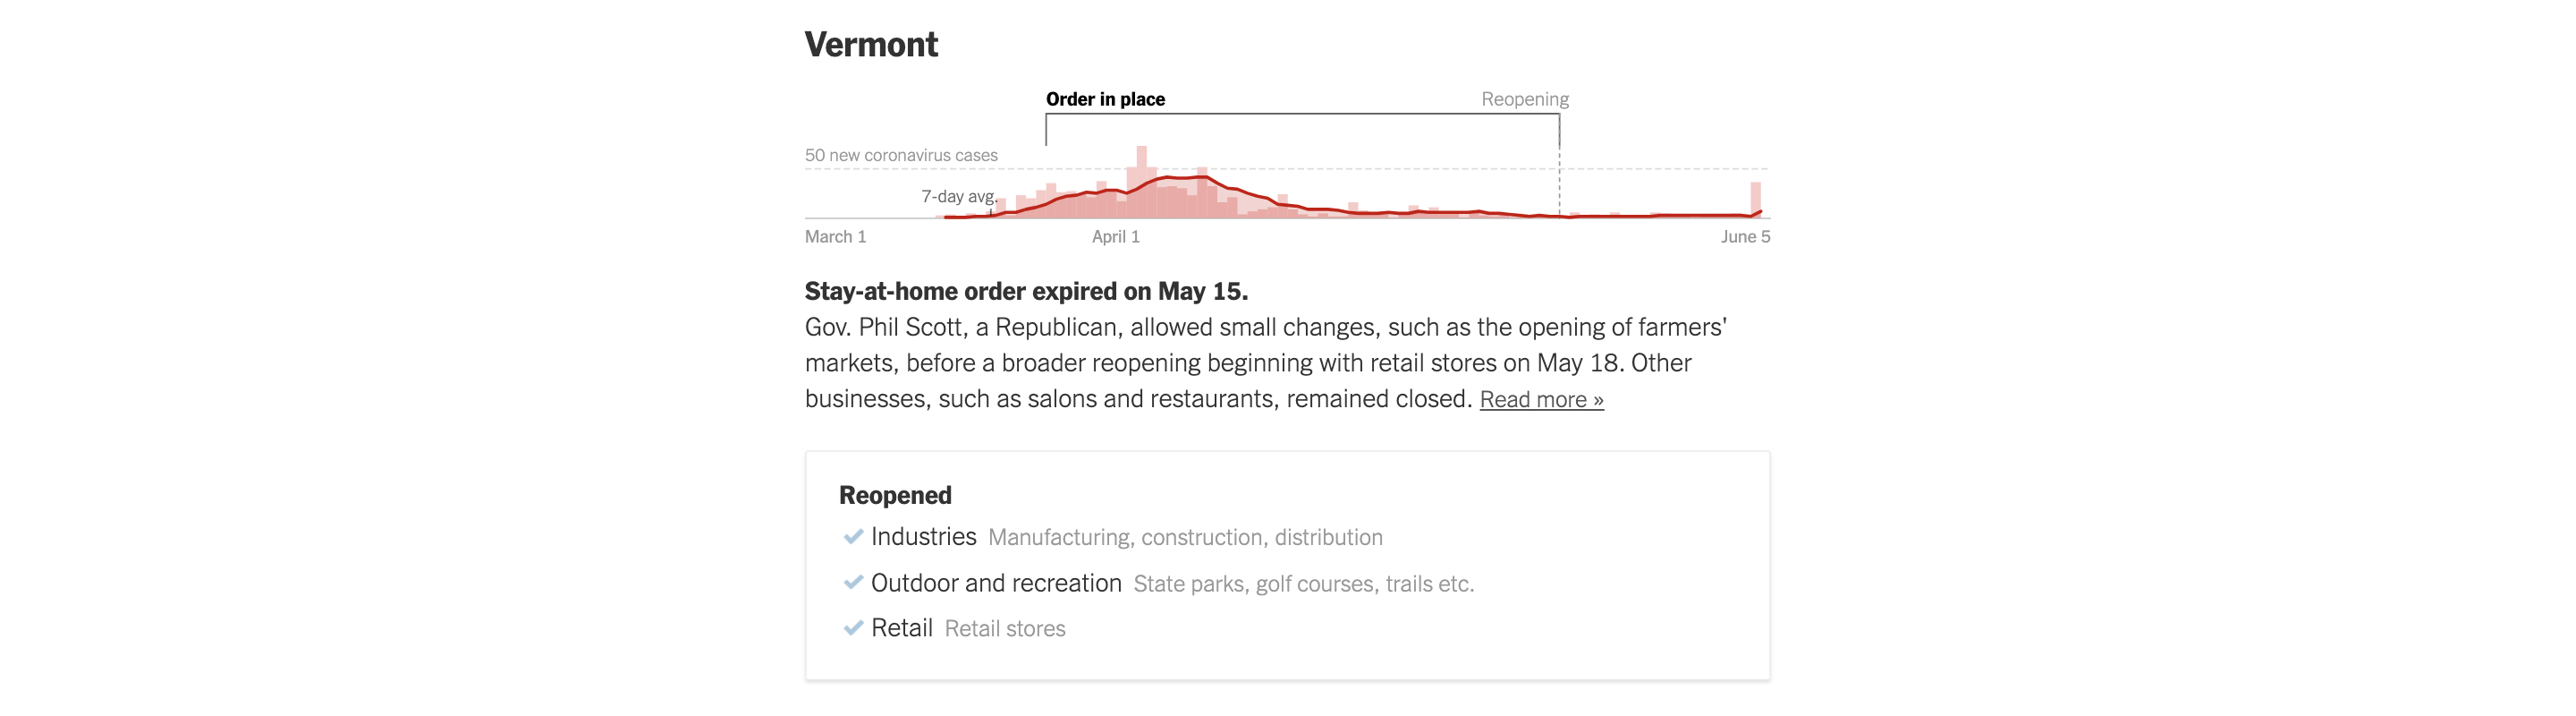 Vermont
Order in place
Reopening
50 new coronavirus cases
7-day avg.
March 1
April 1
June 5
Stay-at-home order expired on May 15.
Gov. Phil Scott, a Republican, allowed small changes, such as the opening of farmers'
markets, before a broader reopening beginning with retail stores on May 18. Other
businesses, such as salons and restaurants, remained closed. Read more »
Reopened
Industries Manufacturing, construction, distribution
Outdoor and recreation State parks, golf courses, trails etc.
Retail Retail stores